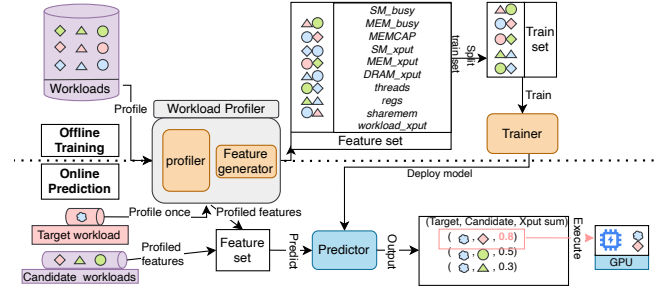 Workloads
Profile
Workload Profiler
profiler
Feature
generator
SM_busy
MEM_busy
MEMCAP
SM_xput
MEM_xput
DRAM_xput
threads
regs
sharemem
workload_xput
Feature set
Split
train set
Train
set
Train
Trainer
Offline
Training
Online
Prediction
Deploy model
Target workload
Profile once
Profiled features
Candidate workloads
Profiled
features
Feature
set
Predict
Predictor
Output
(Target, Candidate, Xput sum)
( , , 0.8)
( , , 0.5)
( , , 0.3)
Execute
GPU